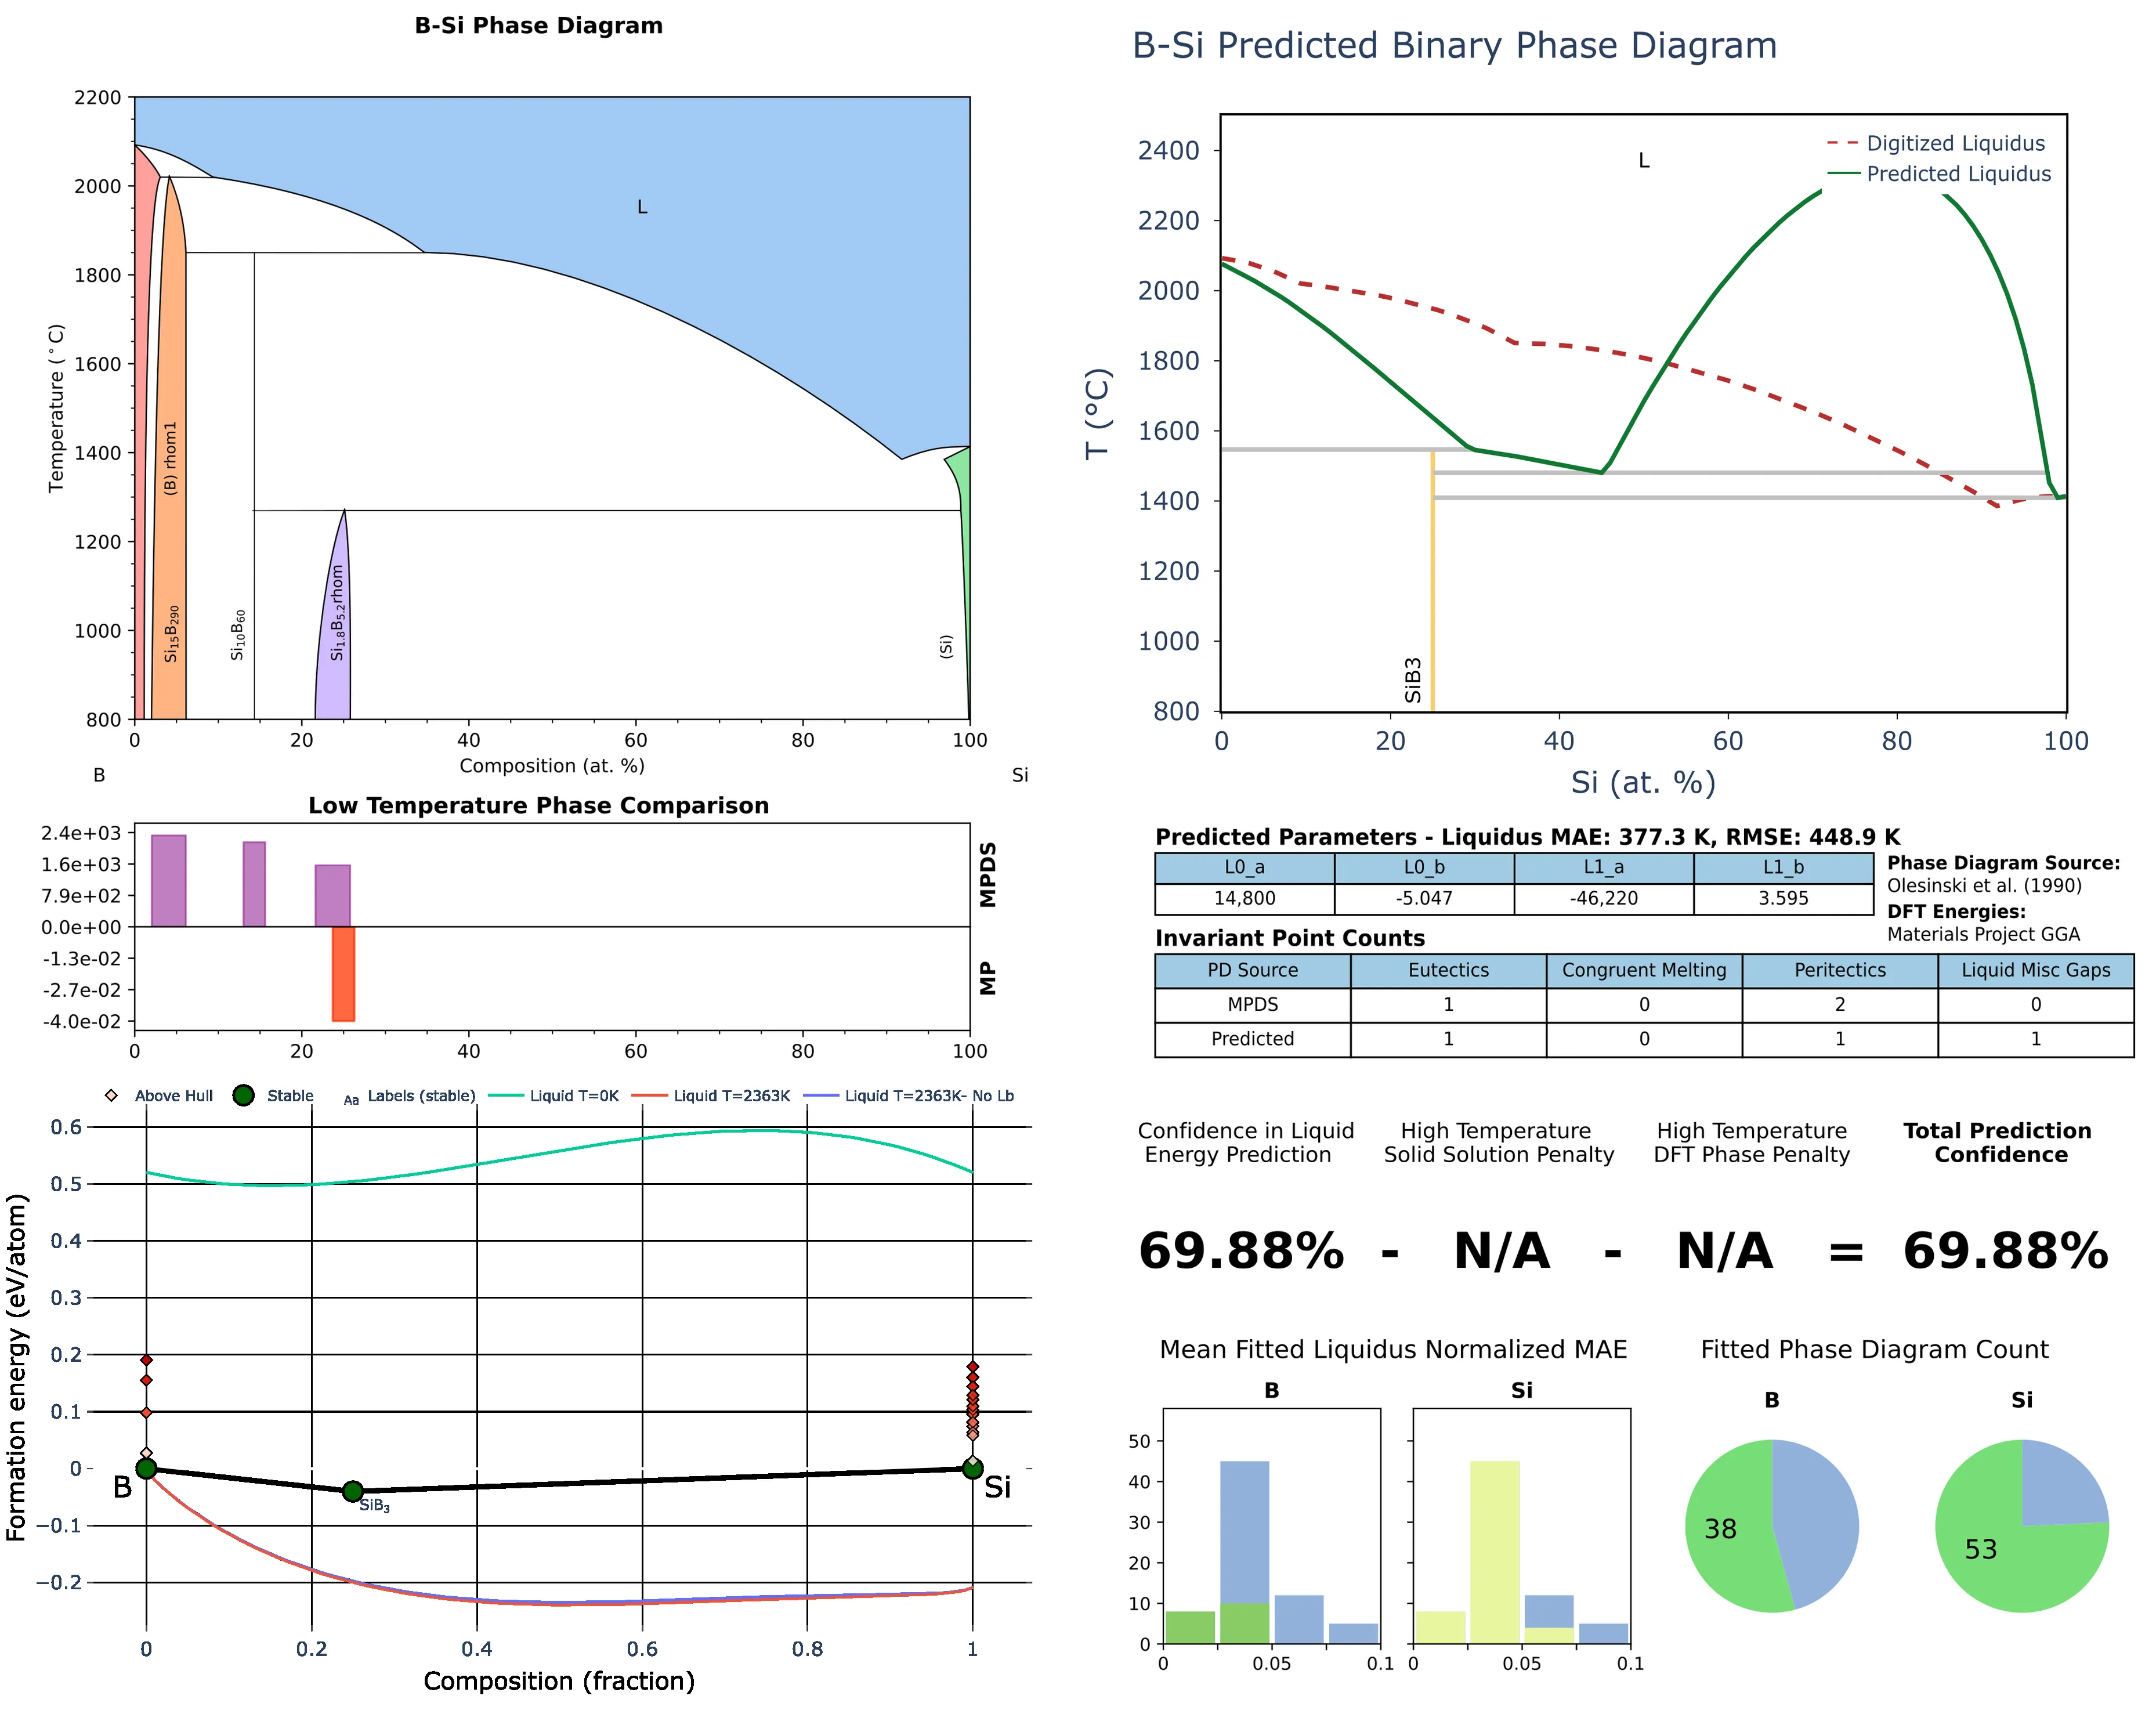 B-Si Phase Diagram
2200
2000
1800
1600
1400
1200
1000
800
Temperature (°C)
L
(B) rhom1
Si15B290
Si10B60
Si1.8B5.2rhom
(Si)
0 20 40 60 80 100
Composition (at. %)
B Si
Low Temperature Phase Comparison
2.4e+03
1.6e+03
7.9e+02
0.0e+00
-1.3e-02
-2.7e-02
-4.0e-02
MPDS
MP
0 20 40 60 80 100
Above Hull Stable Aa Labels (stable) Liquid T=0K Liquid T=2363K Liquid T=2363K- No Lb
0.6
0.5
0.4
0.3
0.2
0.1
0
−0.1
−0.2
Formation energy (eV/atom)
B
SiB3
Si
0 0.2 0.4 0.6 0.8 1
Composition (fraction)
B-Si Predicted Binary Phase Diagram
2400
2200
2000
1800
1600
1400
1200
1000
800
T (°C)
L
Digitized Liquidus
Predicted Liquidus
SiB3
0 20 40 60 80 100
Si (at. %)
Predicted Parameters - Liquidus MAE: 377.3 K, RMSE: 448.9 K
L0_a L0_b L1_a L1_b
14,800 -5.047 -46,220 3.595
Phase Diagram Source:
Olesinski et al. (1990)
DFT Energies:
Materials Project GGA
Invariant Point Counts
PD Source Eutectics Congruent Melting Peritectics Liquid Misc Gaps
MPDS 1 0 2 0
Predicted 1 0 1 1
Confidence in Liquid
Energy Prediction
High Temperature
Solid Solution Penalty
High Temperature
DFT Phase Penalty
Total Prediction
Confidence
69.88% - N/A - N/A = 69.88%
Mean Fitted Liquidus Normalized MAE
B Si
50
40
30
20
10
0
0 0.05 0.1
0 0.05 0.1
Fitted Phase Diagram Count
B Si
38
53